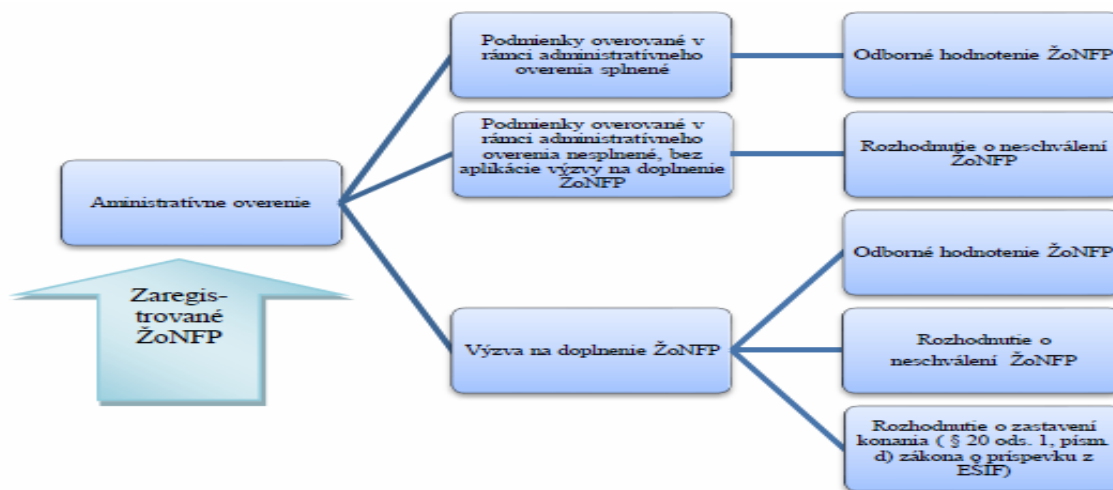 Podmienky overované v
rámci administratívneho
overenia splnené
Odborné hodnotenie ŽoNFP
Podmienky overované v
rámci administratívneho
overenia nesplnené, bez
aplikácie výzvy na doplnenie
ŽoNFP
Rozhodnutie o neschválení
ŽoNFP
Aministratívne overenie
Zaregis-
trované
ŽoNFP
Výzva na doplnenie ŽoNFP
Odborné hodnotenie ŽoNFP
Rozhodnutie o
neschválení ŽoNFP
Rozhodnutie o zastavení
konania ( § 20 ods. 1, písm.
d) zákona o príspevku z
EŠIF)